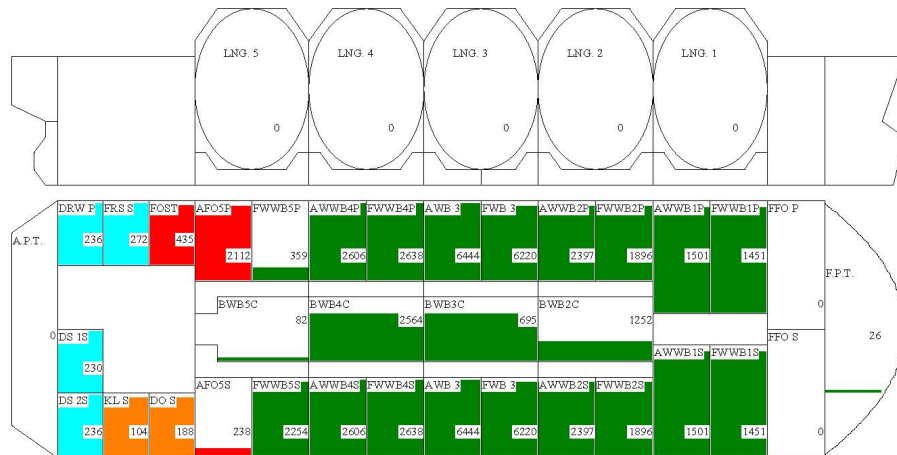 LNG. 5 LNG. 4 LNG. 3 LNG. 2 LNG. 1
0 0 0 0 0
DRW P FRS S FOST AFO5P FWWB5P AWWB4P FWWB4P AWB 3 FWB 3 AWWB2P FWWB2P AWWB1P FWWB1P FFO P
A.P.T.
236 272 435 2112 359 2606 2638 6444 6220 2397 1896 1501 1451
F.P.T.
BWB5C BWB4C BWB3C BWB2C
0
82 2564 695 1252
0 DS 1S FFO S 26
AWWB1S FWWB1S
230
AFO5S FWWB5S AWWB4S FWWB4S AWB 3 FWB 3 AWWB2S FWWB2S
DS 2S KL S DO S
236 104 188 238 2254 2606 2638 6444 6220 2397 1896 1501 1451 0